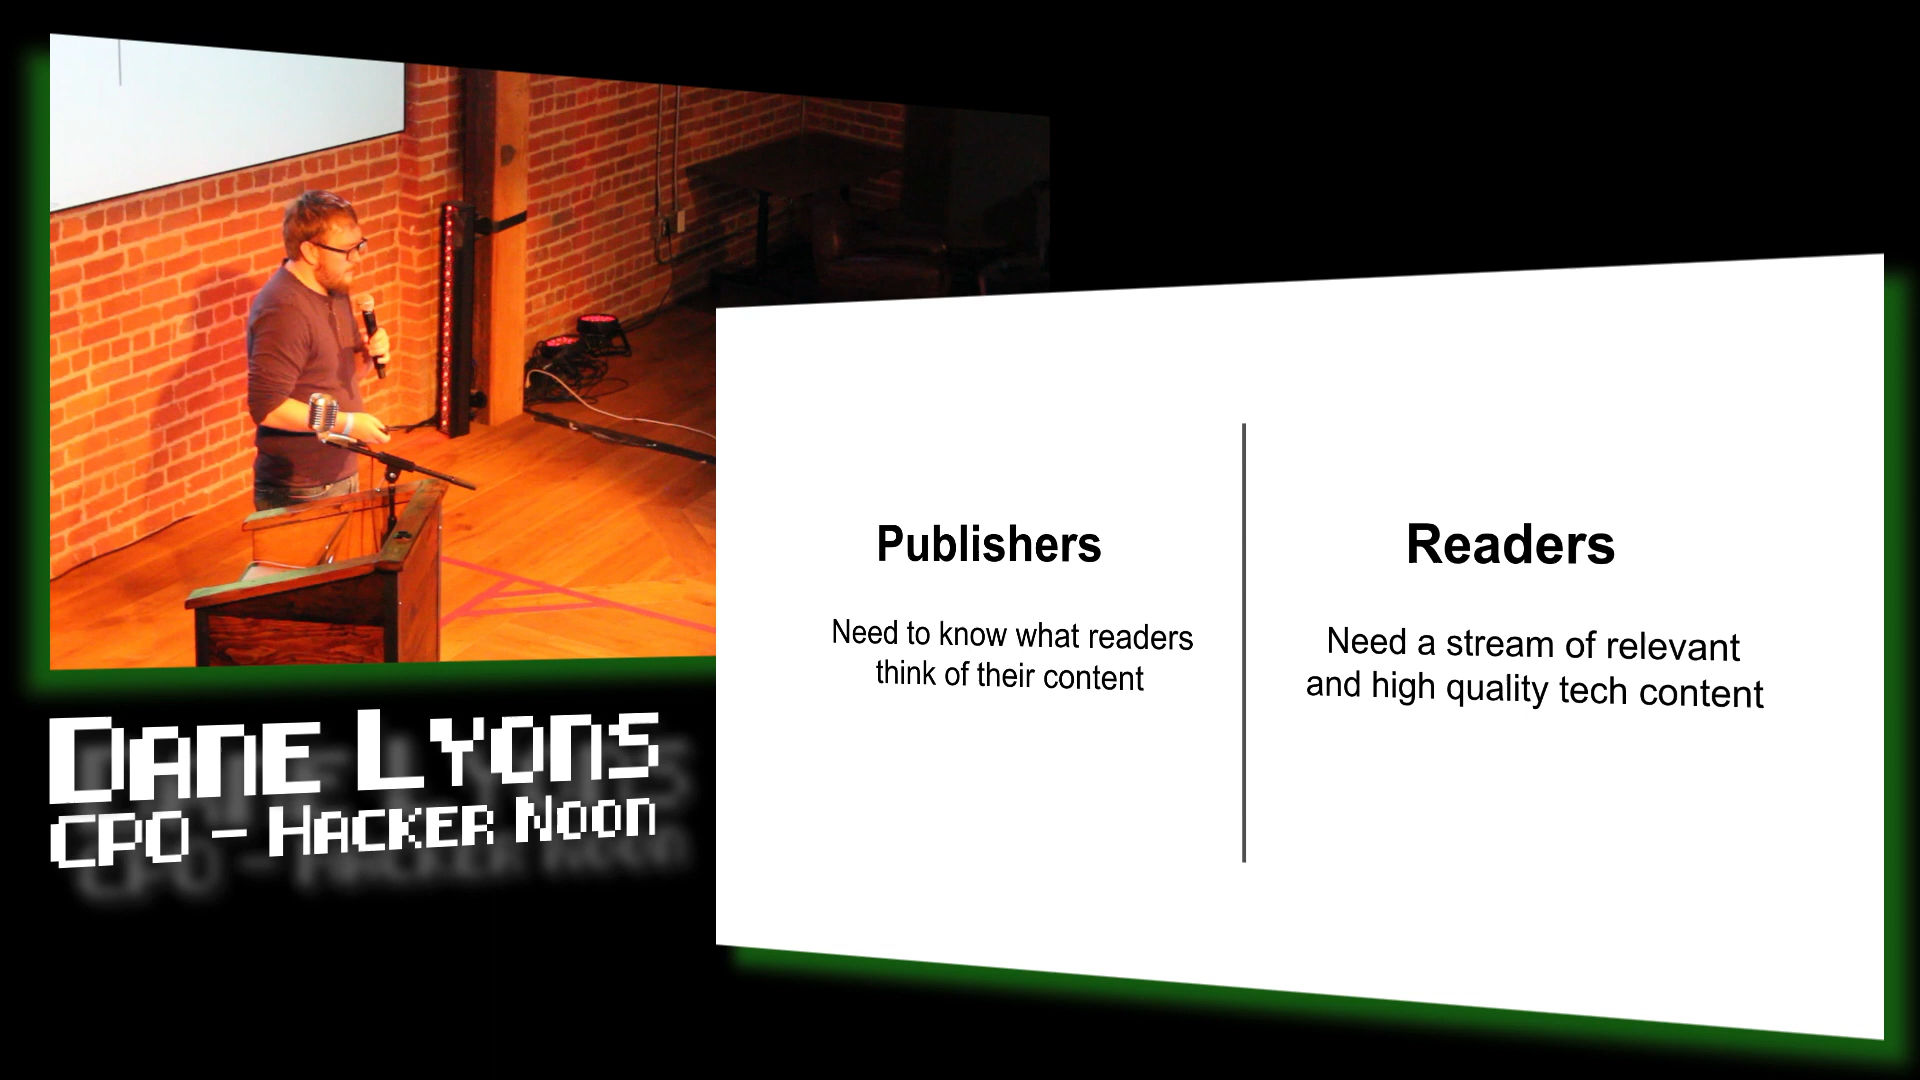 Dane Lyons
CPO - Hacker Noon
Publishers
Need to know what readers
think of their content
Readers
Need a stream of relevant
and high quality tech content